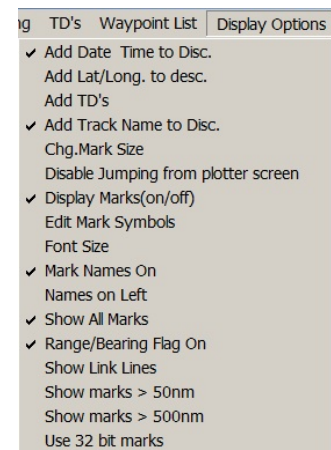 ng TD's Waypoint List Display Options
Add Date Time to Disc.
Add Lat/Long. to desc.
Add TD's
Add Track Name to Disc.
Chg.Mark Size
Disable Jumping from plotter screen
Display Marks(on/off)
Edit Mark Symbols
Font Size
Mark Names On
Names on Left
Show All Marks
Range/Bearing Flag On
Show Link Lines
Show marks > 50nm
Show marks > 500nm
Use 32 bit marks